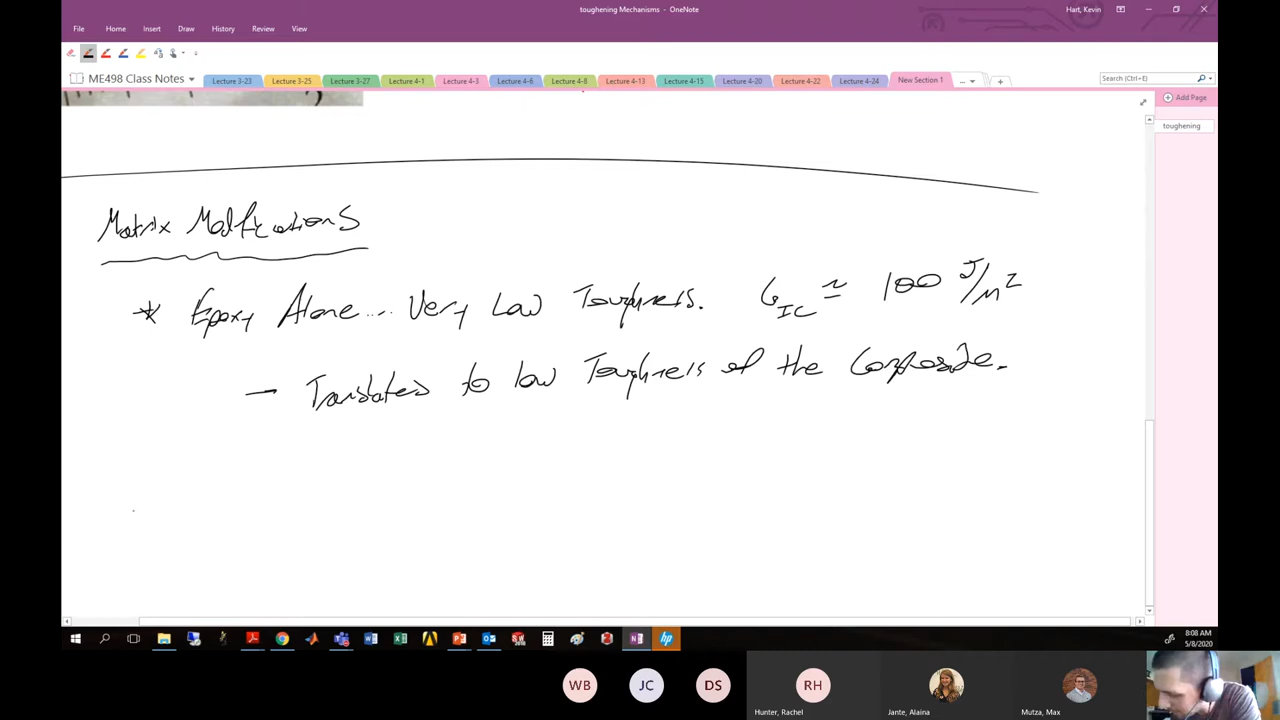 toughening Mechanisms - OneNote
Hart, Kevin
File Home Insert Draw History Review View
ME498 Class Notes
Lecture 3-23 Lecture 3-25 Lecture 3-27 Lecture 4-1 Lecture 4-3 Lecture 4-6 Lecture 4-8 Lecture 4-13 Lecture 4-15 Lecture 4-20 Lecture 4-22 Lecture 4-24 New Section 1 ... +
Search (Ctrl+E)
Add Page
toughening
Matrix Modifications
* Epoxy Alone... Very Low Toughness. GIC ≈ 100 J/m²
- Translates to low Toughness of the Composite.
8:08 AM
5/8/2020
WB JC DS RH
Hunter, Rachel Jante, Alaina Mutza, Max